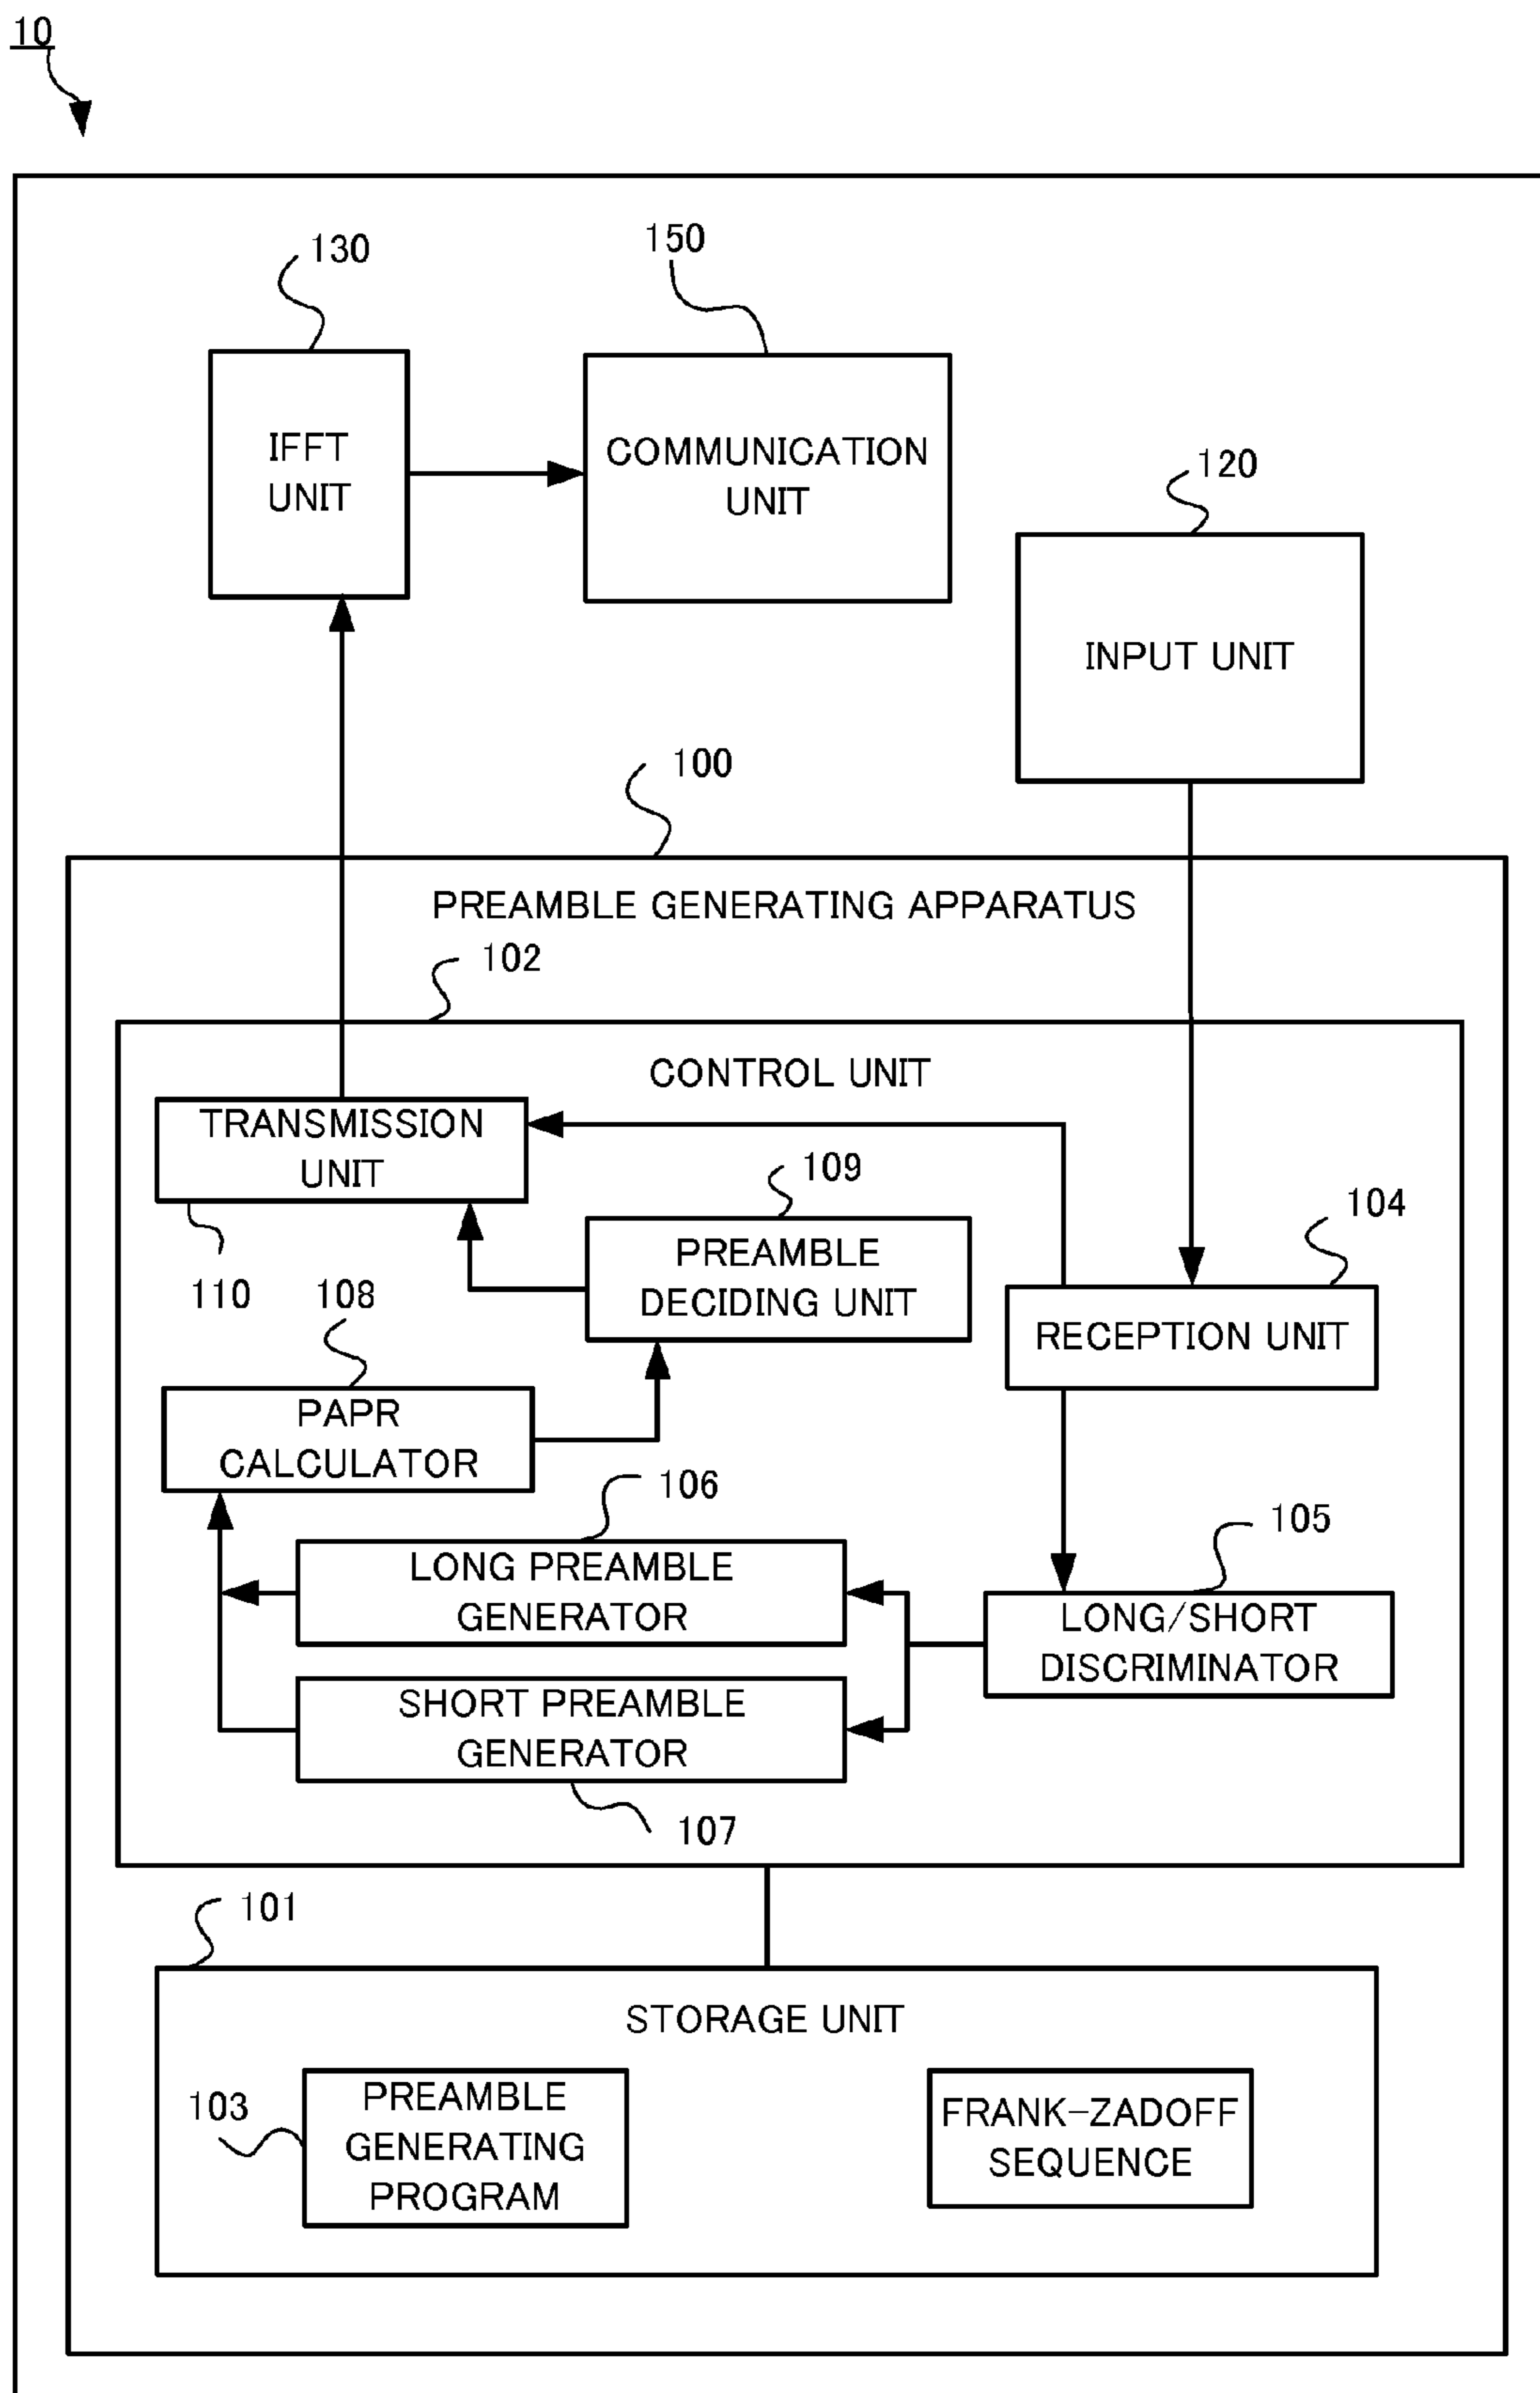 10
130
150
IFFT
UNIT
COMMUNICATION
UNIT
120
INPUT UNIT
100
PREAMBLE GENERATING APPARATUS
102
CONTROL UNIT
TRANSMISSION
UNIT
110
109
PREAMBLE
DECIDING UNIT
104
RECEPTION UNIT
108
PAPR
CALCULATOR
106
LONG PREAMBLE
GENERATOR
105
LONG/SHORT
DISCRIMINATOR
SHORT PREAMBLE
GENERATOR
107
101
STORAGE UNIT
103
PREAMBLE
GENERATING
PROGRAM
FRANK-ZADOFF
SEQUENCE